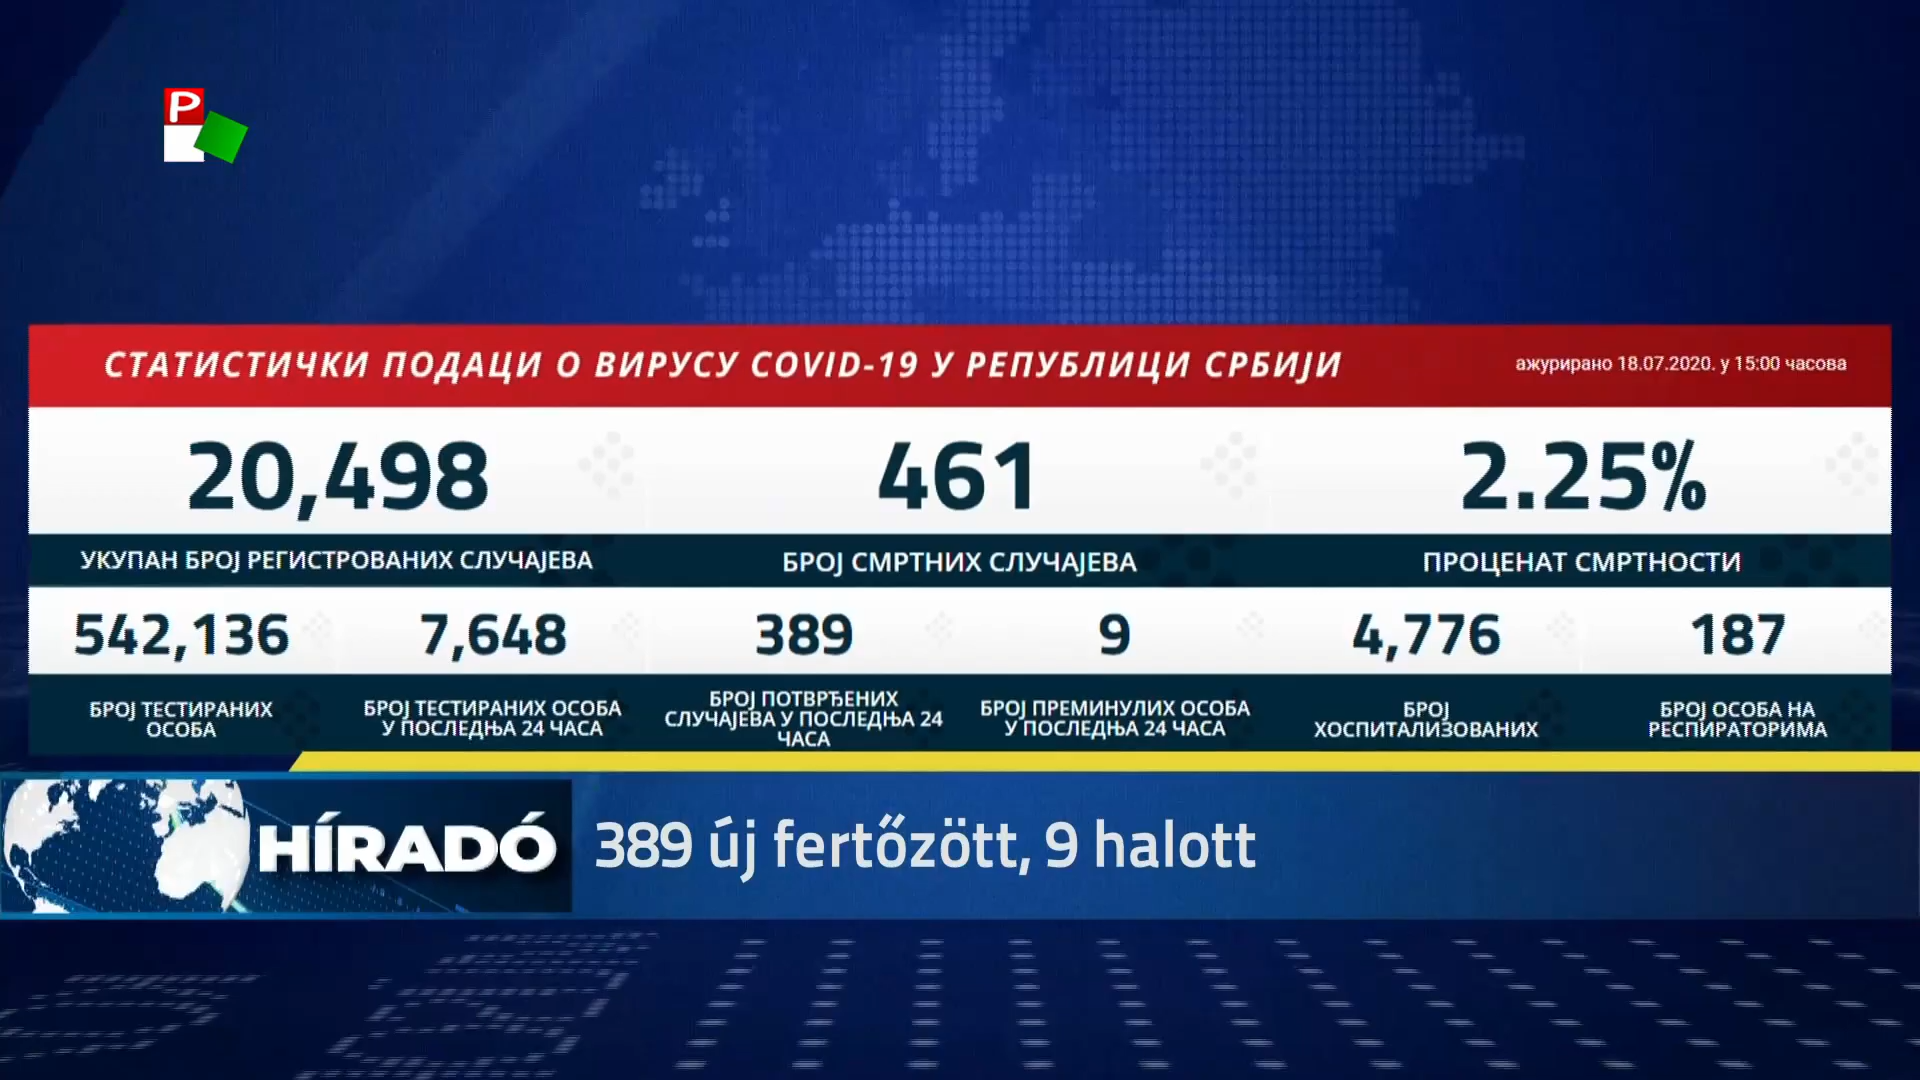 P
СТАТИСТИЧКИ ПОДАЦИ О ВИРУСУ COVID-19 У РЕПУБЛИЦИ СРБИЈИ
ажурирано 18.07.2020. у 15:00 часова
20,498
461
2.25%
УКУПАН БРОЈ РЕГИСТРОВАНИХ СЛУЧАЈЕВА
БРОЈ СМРТНИХ СЛУЧАЈЕВА
ПРОЦЕНАТ СМРТНОСТИ
542,136
7,648
389
9
4,776
187
БРОЈ ТЕСТИРАНИХ
ОСОБА
БРОЈ ТЕСТИРАНИХ ОСОБА
У ПОСЛЕДЊА 24 ЧАСА
БРОЈ ПОТВРЂЕНИХ
СЛУЧАЈЕВА У ПОСЛЕДЊА 24
ЧАСА
БРОЈ ПРЕМИНУЛИХ ОСОБА
У ПОСЛЕДЊА 24 ЧАСА
БРОЈ
ХОСПИТАЛИЗОВАНИХ
БРОЈ ОСОБА НА
РЕСПИРАТОРИМА
HÍRADÓ
389 új fertőzött, 9 halott